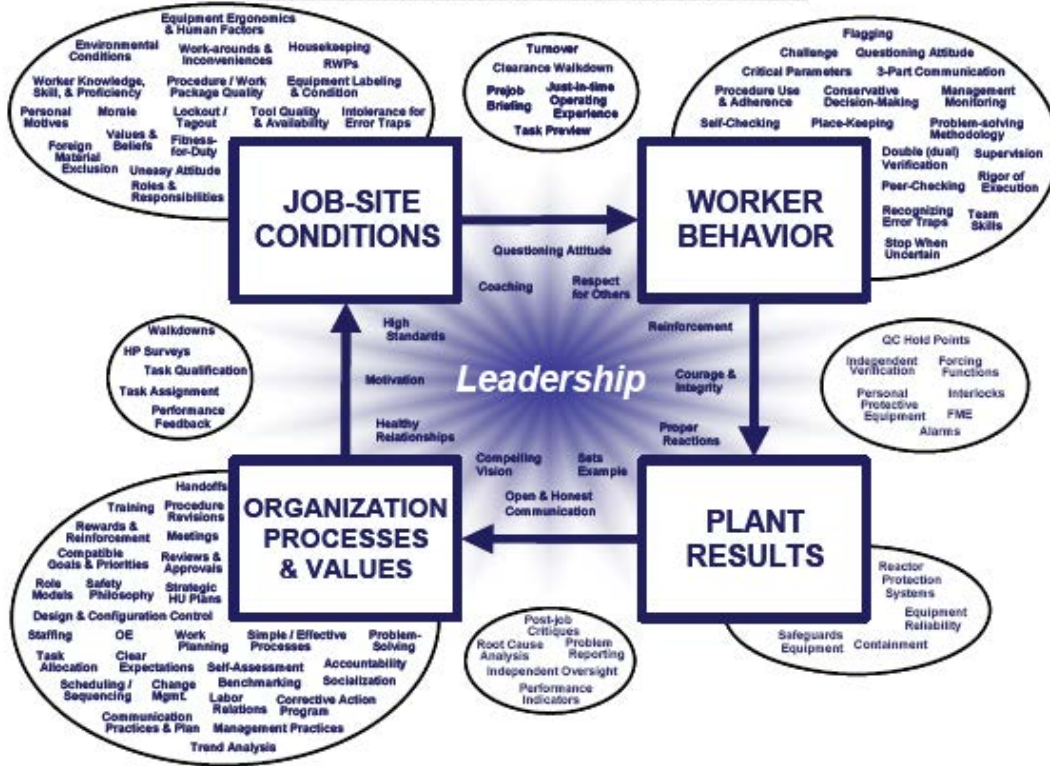 Equipment Ergonomics
& Human Factors
Environmental
Conditions
Work-arounds &
Inconveniences
Housekeeping
RWPs
Worker Knowledge,
Skill, & Proficiency
Procedure / Work
Package Quality
Equipment Labeling
& Condition
Personal
Motives
Morale
Lockout /
Tagout
Tool Quality
& Availability
Intolerance for
Error Traps
Foreign
Material
Exclusion
Values &
Beliefs
Fitness-
for-Duty
Uneasy Attitude
Roles &
Responsibilities
JOB-SITE
CONDITIONS
Turnover
Clearance Walkdown
Prejob
Briefing
Just-in-time
Operating
Experience
Task Preview
Flagging
Challenge
Questioning Attitude
Critical Parameters
3-Part Communication
Procedure Use
& Adherence
Conservative
Decision-Making
Management
Monitoring
Self-Checking
Place-Keeping
Problem-solving
Methodology
Double (dual)
Verification
Supervision
Peer-Checking
Rigor of
Execution
Recognizing
Error Traps
Team
Skills
Stop When
Uncertain
WORKER
BEHAVIOR
Questioning Attitude
Coaching
Respect
for Others
High
Standards
Reinforcement
Motivation
Leadership
Courage &
Integrity
Healthy
Relationships
Proper
Reactions
Compelling
Vision
Sets
Example
Open & Honest
Communication
Walkdowns
HP Surveys
Task Qualification
Task Assignment
Performance
Feedback
QC Hold Points
Independent
Verification
Forcing
Functions
Personal
Protective
Equipment
Interlocks
FME
Alarms
ORGANIZATION
PROCESSES
& VALUES
PLANT
RESULTS
Handoffs
Training
Procedure
Revisions
Rewards &
Reinforcement
Meetings
Compatible
Goals & Priorities
Reviews &
Approvals
Role
Models
Safety
Philosophy
Strategic
HU Plans
Design & Configuration Control
Staffing
OE
Work
Planning
Simple / Effective
Processes
Problem-
Solving
Task
Allocation
Clear
Expectations
Self-Assessment
Accountability
Benchmarking
Socialization
Scheduling /
Sequencing
Change
Mgmt.
Labor
Relations
Corrective Action
Program
Communication
Practices & Plan
Management Practices
Trend Analysis
Post-job
Critiques
Root Cause
Analysis
Problem
Reporting
Independent Oversight
Performance
Indicators
Reactor
Protection
Systems
Equipment
Reliability
Safeguards
Equipment
Containment